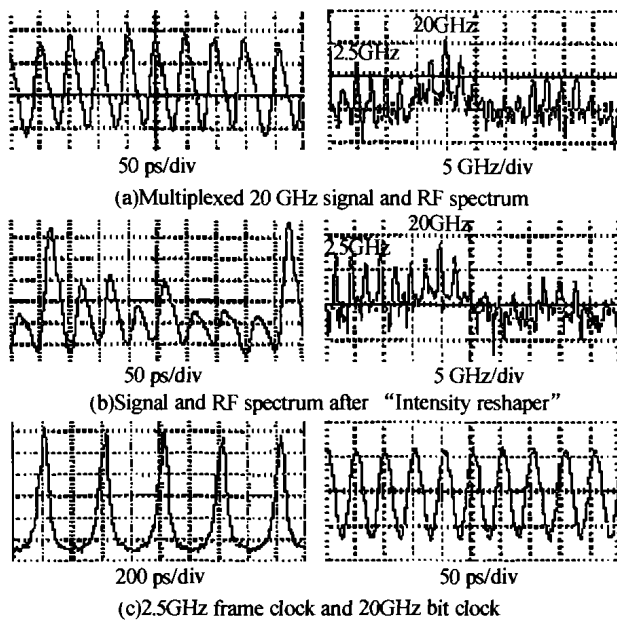 20GHz
2.5GHz
50 ps/div
5 GHz/div
(a)Multiplexed 20 GHz signal and RF spectrum
20GHz
2.5GHz
50 ps/div
5 GHz/div
(b)Signal and RF spectrum after “Intensity reshaper”
200 ps/div
50 ps/div
(c)2.5GHz frame clock and 20GHz bit clock